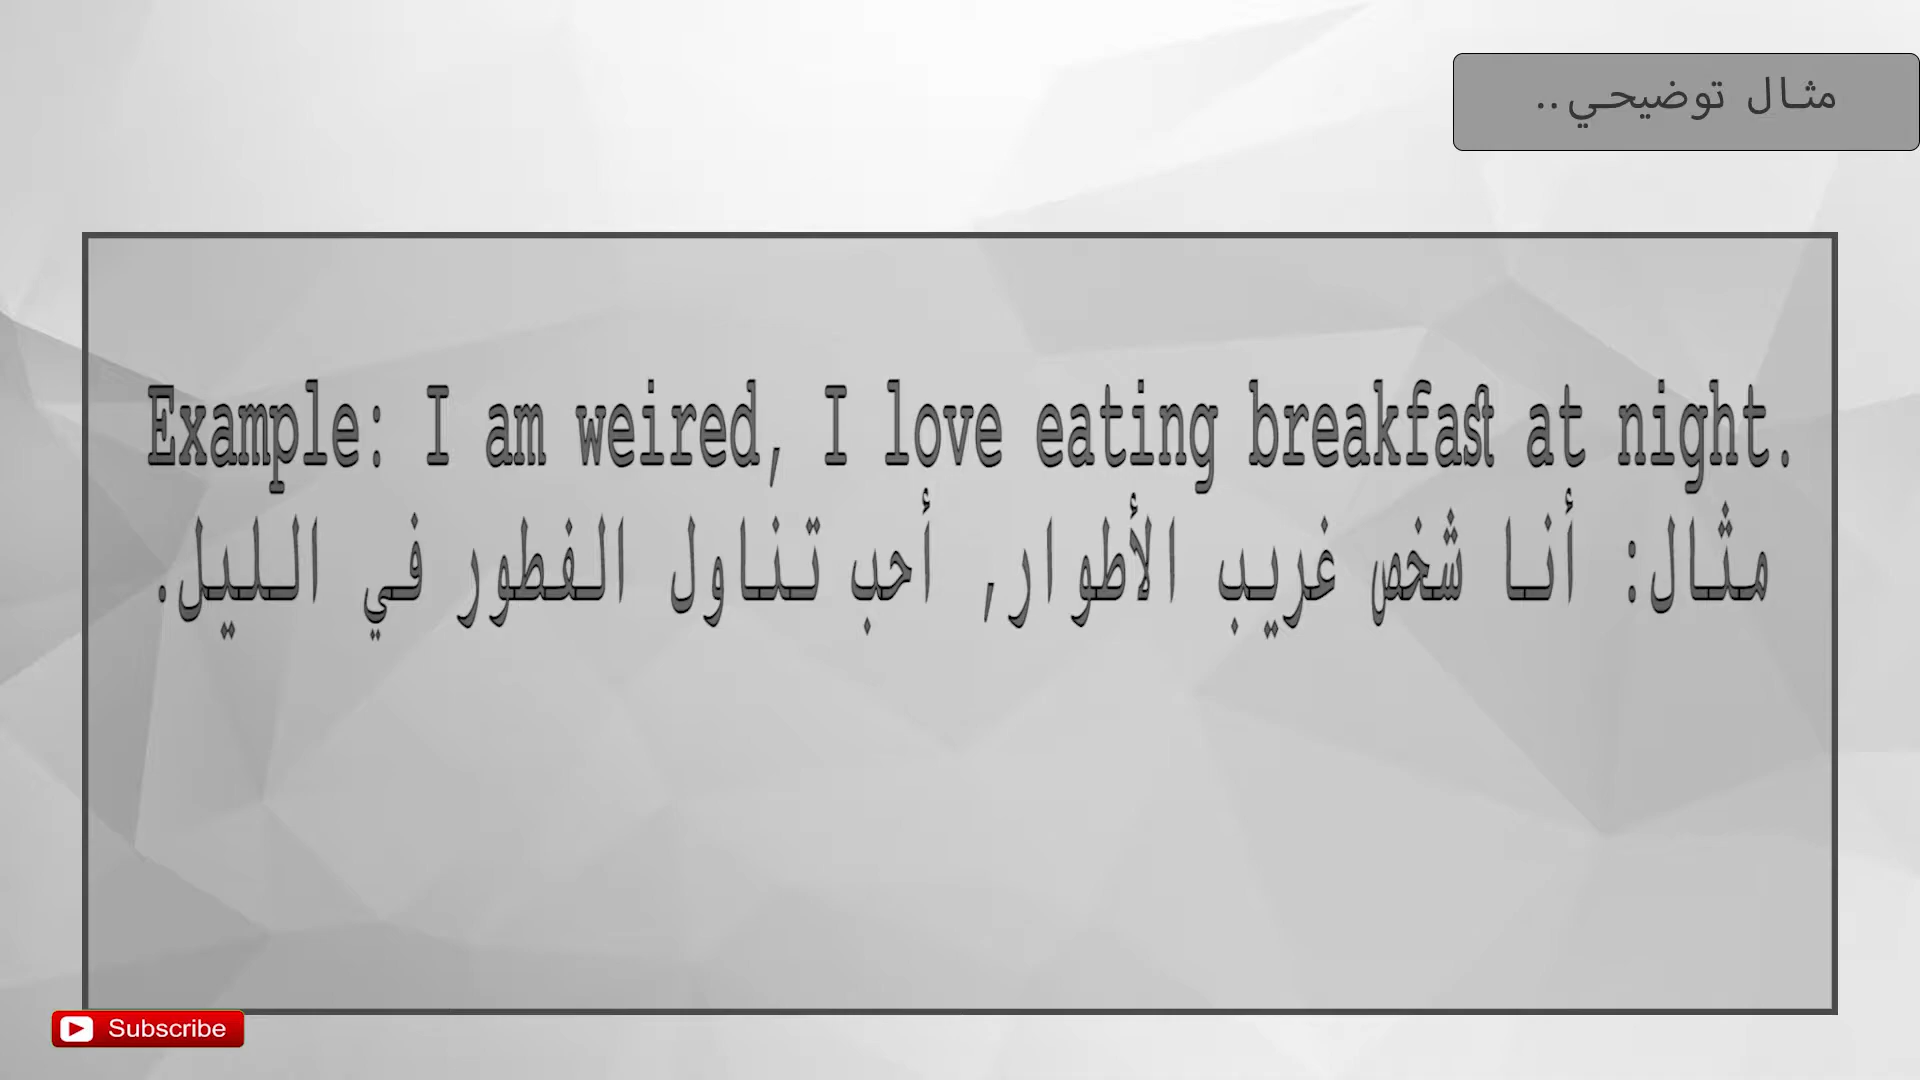 مثال توضيحي..
Example: I am weired, I love eating breakfast at night.
مثال: أنا شخص غريب الأطوار, أحب تناول الفطور في الليل.
Subscribe